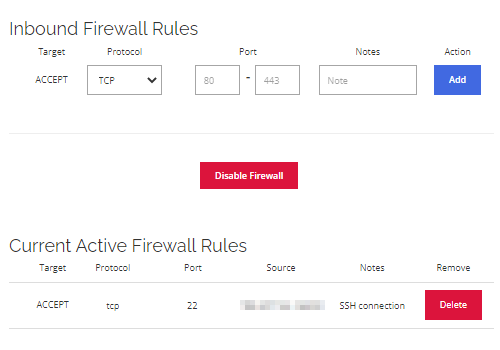 Inbound Firewall Rules
Target Protocol Port Notes Action
ACCEPT TCP 80 - 443 Note Add
Disable Firewall
Current Active Firewall Rules
Target Protocol Port Source Notes Remove
ACCEPT tcp 22 SSH connection Delete